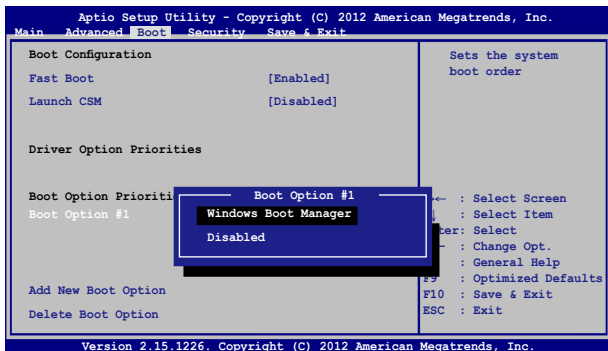 Aptio Setup Utility - Copyright (C) 2012 American Megatrends, Inc.
Main Advanced Boot Security Save & Exit
Boot Configuration
Fast Boot [Enabled]
Launch CSM [Disabled]
Driver Option Priorities
Boot Option Prioriti
Boot Option #1
Add New Boot Option
Delete Boot Option
Boot Option #1
Windows Boot Manager
Disabled
Sets the system
boot order
→← : Select Screen
: Select Item
ter: Select
— : Change Opt.
: General Help
F9 : Optimized Defaults
F10 : Save & Exit
ESC : Exit
Version 2.15.1226. Copyright (C) 2012 American Megatrends, Inc.